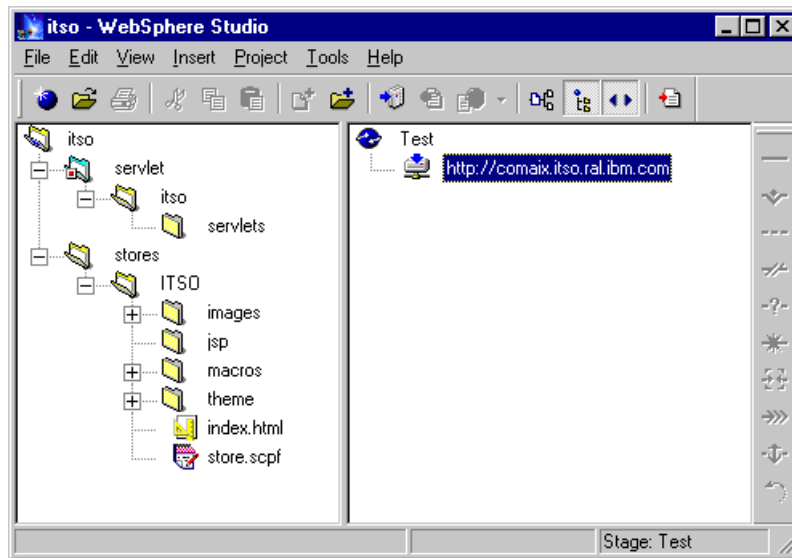 itso - WebSphere Studio
File Edit View Insert Project Tools Help
itso
servlet
itso
servlets
stores
ITSO
images
jsp
macros
theme
index.html
store.scpf
Test
http://comaix.itso.ral.ibm.com
Stage: Test